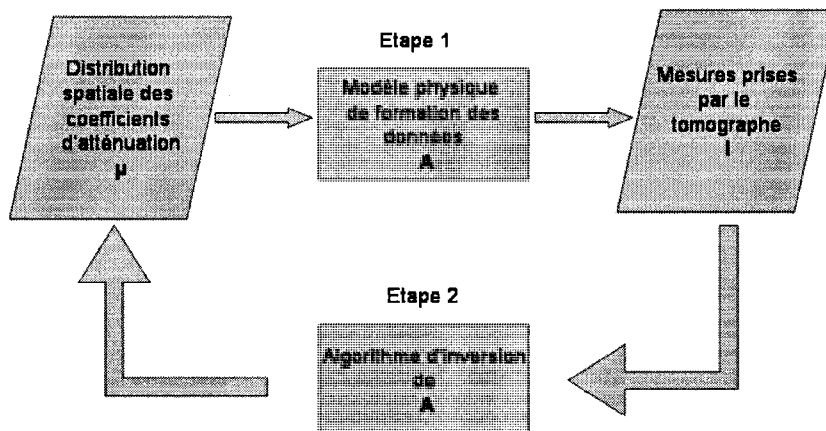 Etape 1
Distribution
spatiale des
coefficients
d'atténuation
μ
Modèle physique
de formation des
données
A
Mesures prises
par le
tomographe
I
Etape 2
Algorithme d'inversion
de
A